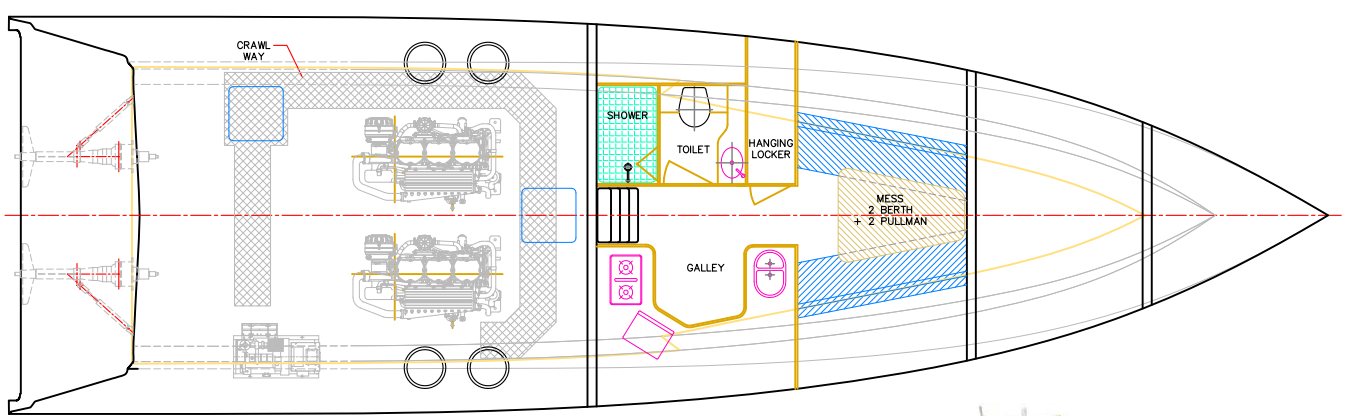 CRAWL
WAY
SHOWER
TOILET
HANGING
LOCKER
MESS
2 BERTH
+ 2 PULLMAN
GALLEY